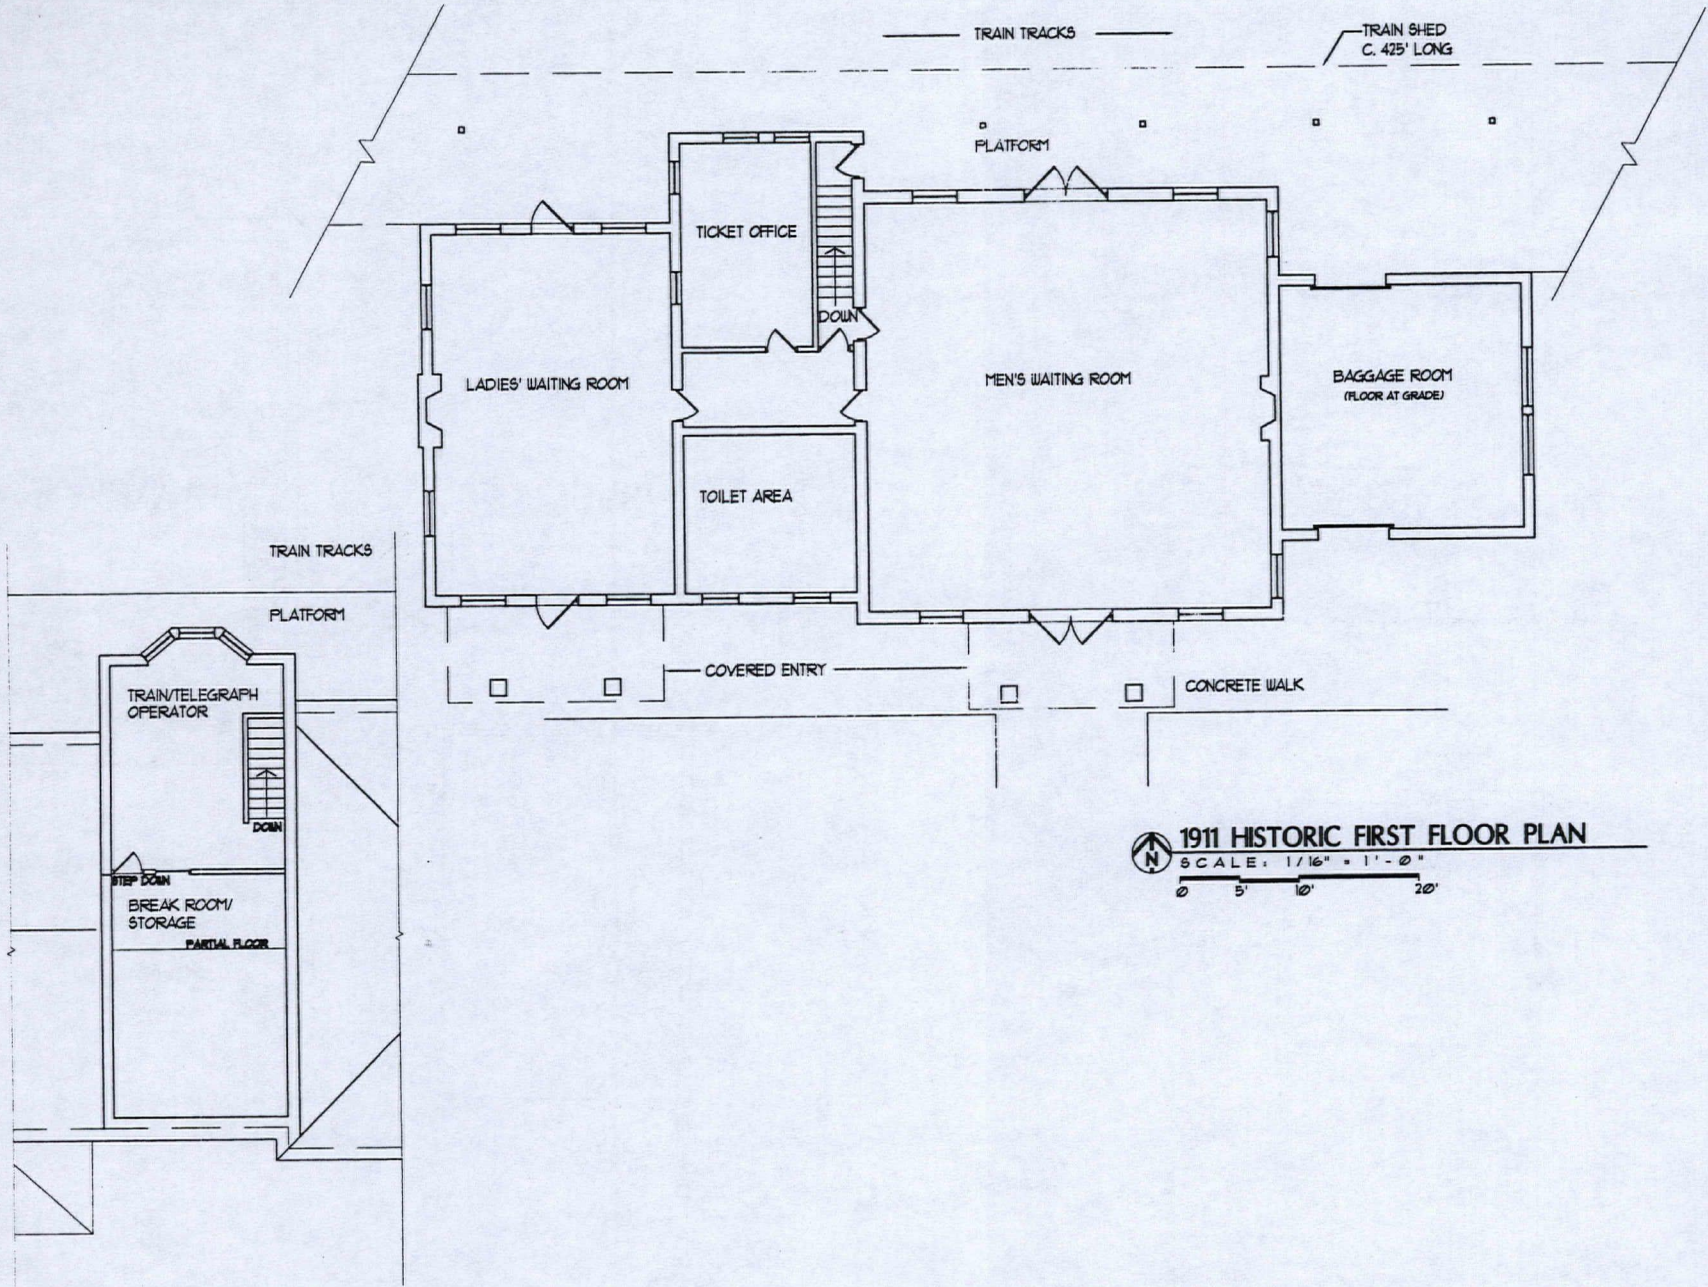 TRAIN TRACKS
TRAIN SHED
C. 425' LONG
PLATFORM
TICKET OFFICE
DOWN
LADIES' WAITING ROOM
MEN'S WAITING ROOM
BAGGAGE ROOM
(FLOOR AT GRADE)
TOILET AREA
TRAIN TRACKS
PLATFORM
COVERED ENTRY
CONCRETE WALK
TRAIN/TELEGRAPH
OPERATOR
DOWN
STEP DOWN
BREAK ROOM/
STORAGE
PARTIAL FLOOR
N
1911 HISTORIC FIRST FLOOR PLAN
SCALE: 1/16" = 1'-0"
0 5' 10' 20'